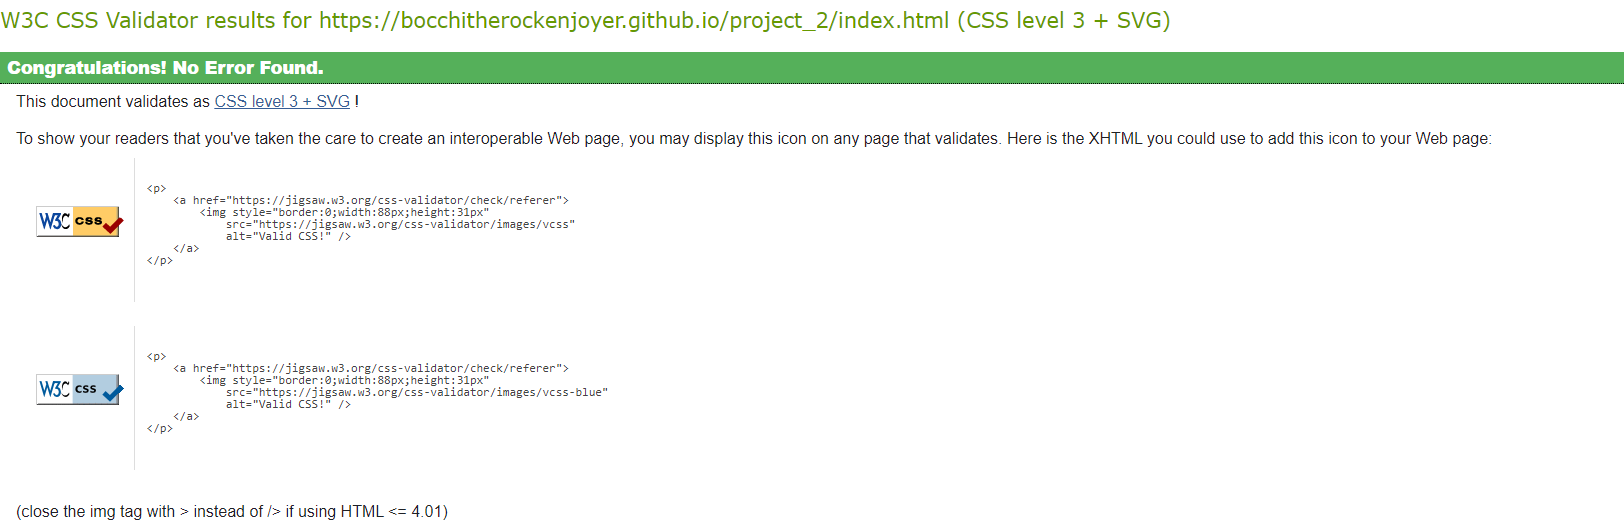 W3C CSS Validator results for https://bocchitherockenjoyer.github.io/project_2/index.html (CSS level 3 + SVG)
Congratulations! No Error Found.
This document validates as CSS level 3 + SVG !
To show your readers that you've taken the care to create an interoperable Web page, you may display this icon on any page that validates. Here is the XHTML you could use to add this icon to your Web page:
W3C css
<p>
    <a href="https://jigsaw.w3.org/css-validator/check/referer">
        <img style="border:0;width:88px;height:31px"
            src="https://jigsaw.w3.org/css-validator/images/vcss"
            alt="Valid CSS!" />
    </a>
</p>
W3C css
<p>
    <a href="https://jigsaw.w3.org/css-validator/check/referer">
        <img style="border:0;width:88px;height:31px"
            src="https://jigsaw.w3.org/css-validator/images/vcss-blue"
            alt="Valid CSS!" />
    </a>
</p>
(close the img tag with > instead of /> if using HTML <= 4.01)